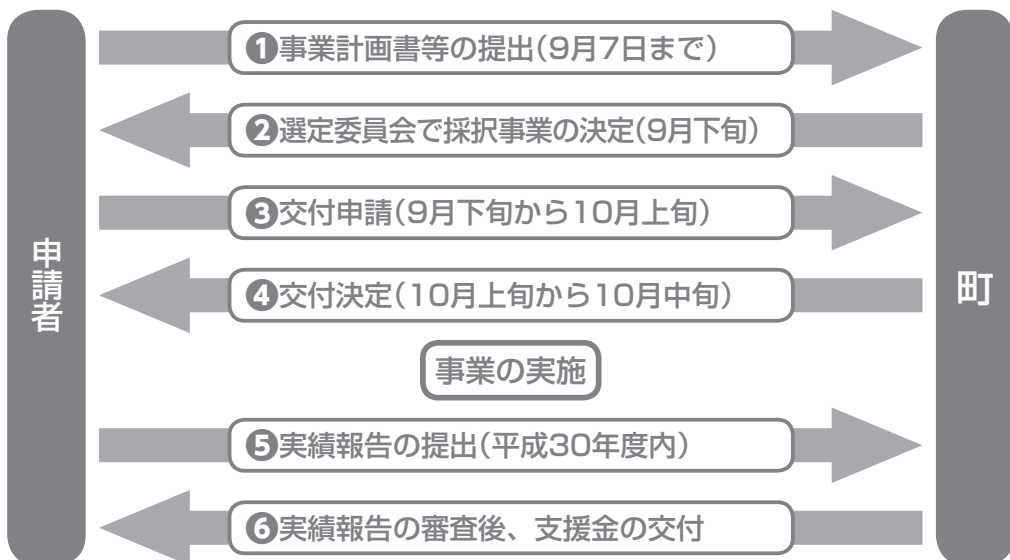 申請者
❶事業計画書等の提出(9月7日まで)
❷選定委員会で採択事業の決定(9月下旬)
❸交付申請(9月下旬から10月上旬)
❹交付決定(10月上旬から10月中旬)
事業の実施
❺実績報告の提出(平成30年度内)
❻実績報告の審査後、支援金の交付
町